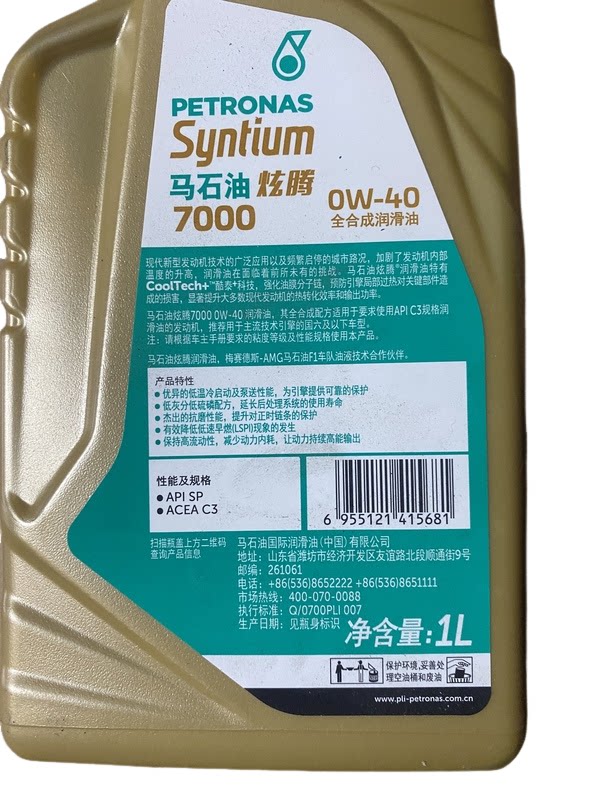 PETRONAS
Syntium
马石油 炫腾
7000
0W-40
全合成润滑油
现代新型发动机技术的广泛应用以及频繁启停的城市路况，加剧了发动机内部
温度的升高，润滑油在面临着前所未有的挑战。马石油炫腾®润滑油特有
CoolTech+™酷泰+科技，强化油膜分子链，预防引擎局部过热对关键部件造
成的损害，显著提升大多数现代发动机的热转化效率和输出功率。
马石油炫腾7000 0W-40 润滑油，其全合成配方适用于要求使用API C3规格润
滑油的发动机，推荐用于主流技术引擎的国六及以下车型。
注：请根据车主手册要求的粘度等级及性能规格使用本产品。
马石油炫腾润滑油，梅赛德斯-AMG马石油F1车队油液技术合作伙伴。
产品特性
● 优异的低温冷启动及泵送性能，为引擎提供可靠的保护
● 低灰分低硫磷配方，延长后处理系统的使用寿命
● 杰出的抗磨性能，提升对正时链条的保护
● 有效降低低速早燃(LSPI)现象的发生
● 保持高流动性，减少动力内耗，让动力持续高能输出
性能及规格
● API SP
● ACEA C3
6 955121 415681
扫描瓶盖上方二维码
查询产品信息
马石油国际润滑油(中国)有限公司
地址：山东省潍坊市经济开发区友谊路北段顺通街9号
邮编：261061
电话：+86(536)8652222 +86(536)8651111
市场热线：400-070-0088
执行标准：Q/0700PLI 007
生产日期：见瓶身标识
净含量:1L
保护环境,妥善处
理空油桶和废油
www.pli-petronas.com.cn